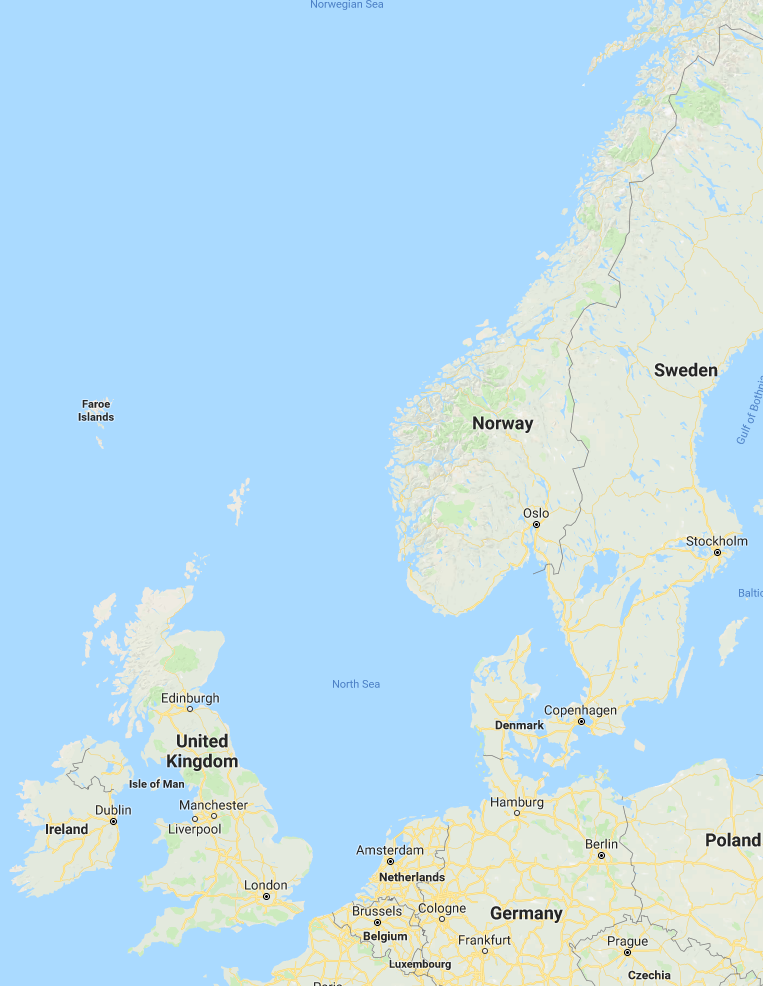 Norwegian Sea
Sweden
Gulf of Bothnia
Faroe
Islands
Norway
Oslo
Stockholm
Baltic
North Sea
Edinburgh
Copenhagen
Denmark
United
Kingdom
Isle of Man
Hamburg
Manchester
Dublin
Liverpool
Ireland
Poland
Berlin
Amsterdam
Netherlands
London
Brussels
Cologne
Germany
Belgium
Frankfurt
Prague
Luxembourg
Czechia